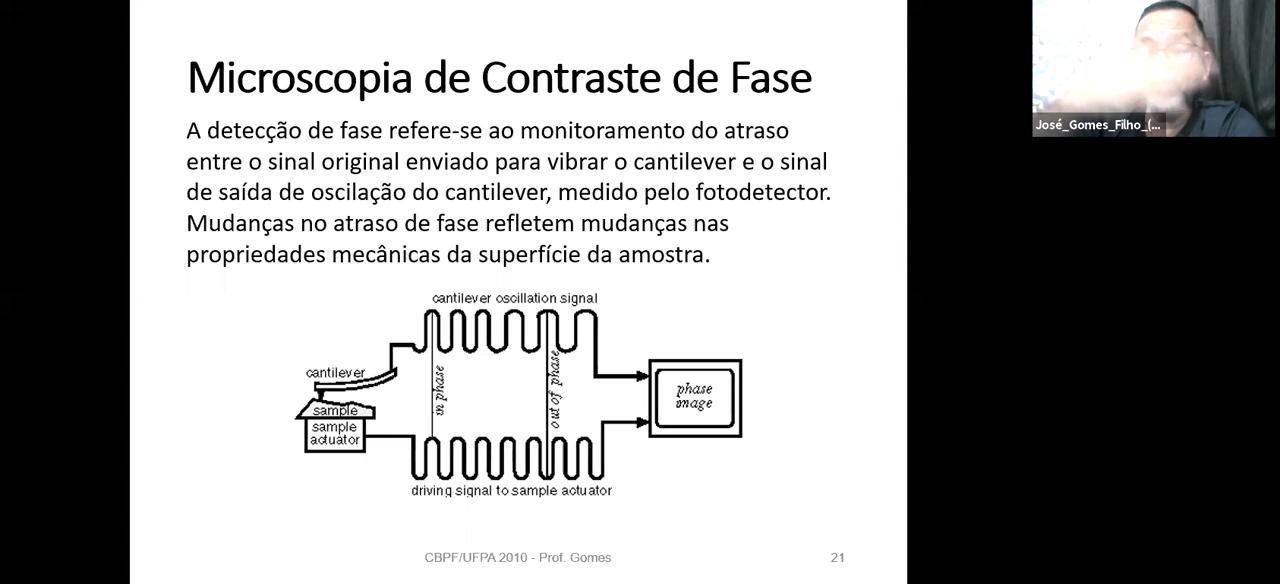 Microscopia de Contraste de Fase
A detecção de fase refere-se ao monitoramento do atraso
entre o sinal original enviado para vibrar o cantilever e o sinal
de saída de oscilação do cantilever, medido pelo fotodetector.
Mudanças no atraso de fase refletem mudanças nas
propriedades mecânicas da superfície da amostra.
cantilever oscillation signal
cantilever
sample
sample
actuator
in phase
out of phase
phase
image
driving signal to sample actuator
CBPF/UFPA 2010 - Prof. Gomes
21
José_Gomes_Filho_(...